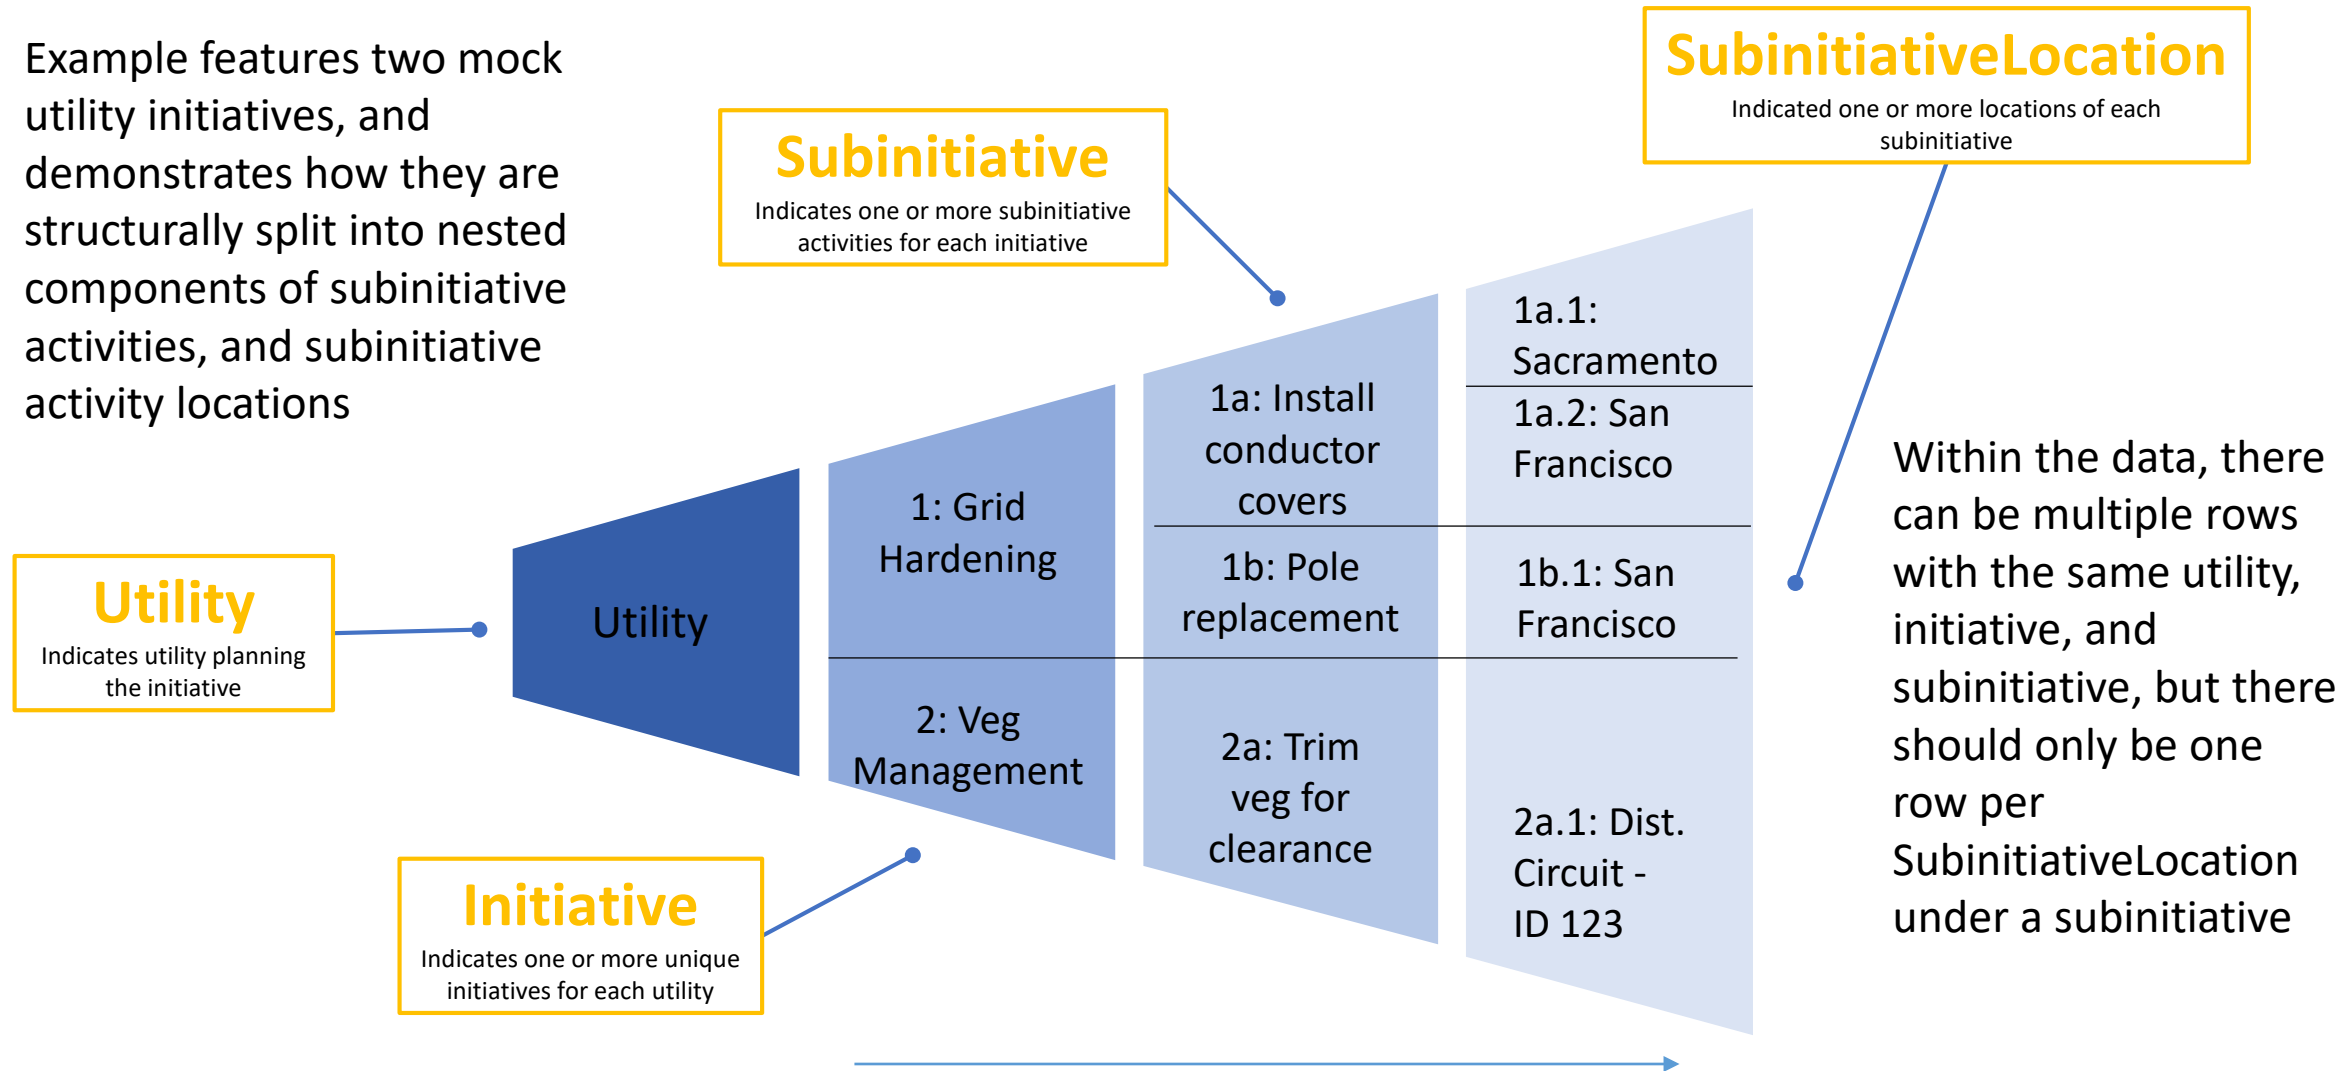 Example features two mock
utility initiatives, and
demonstrates how they are
structurally split into nested
components of subinitiative
activities, and subinitiative
activity locations
Subinitiative
Indicates one or more subinitiative
activities for each initiative
SubinitiativeLocation
Indicated one or more locations of each
subinitiative
Utility
Indicates utility planning
the initiative
Initiative
Indicates one or more unique
initiatives for each utility
Utility
1: Grid
Hardening
2: Veg
Management
1a: Install
conductor
covers
1b: Pole
replacement
2a: Trim
veg for
clearance
1a.1:
Sacramento
1a.2: San
Francisco
1b.1: San
Francisco
2a.1: Dist.
Circuit -
ID 123
Within the data, there
can be multiple rows
with the same utility,
initiative, and
subinitiative, but there
should only be one
row per
SubinitiativeLocation
under a subinitiative